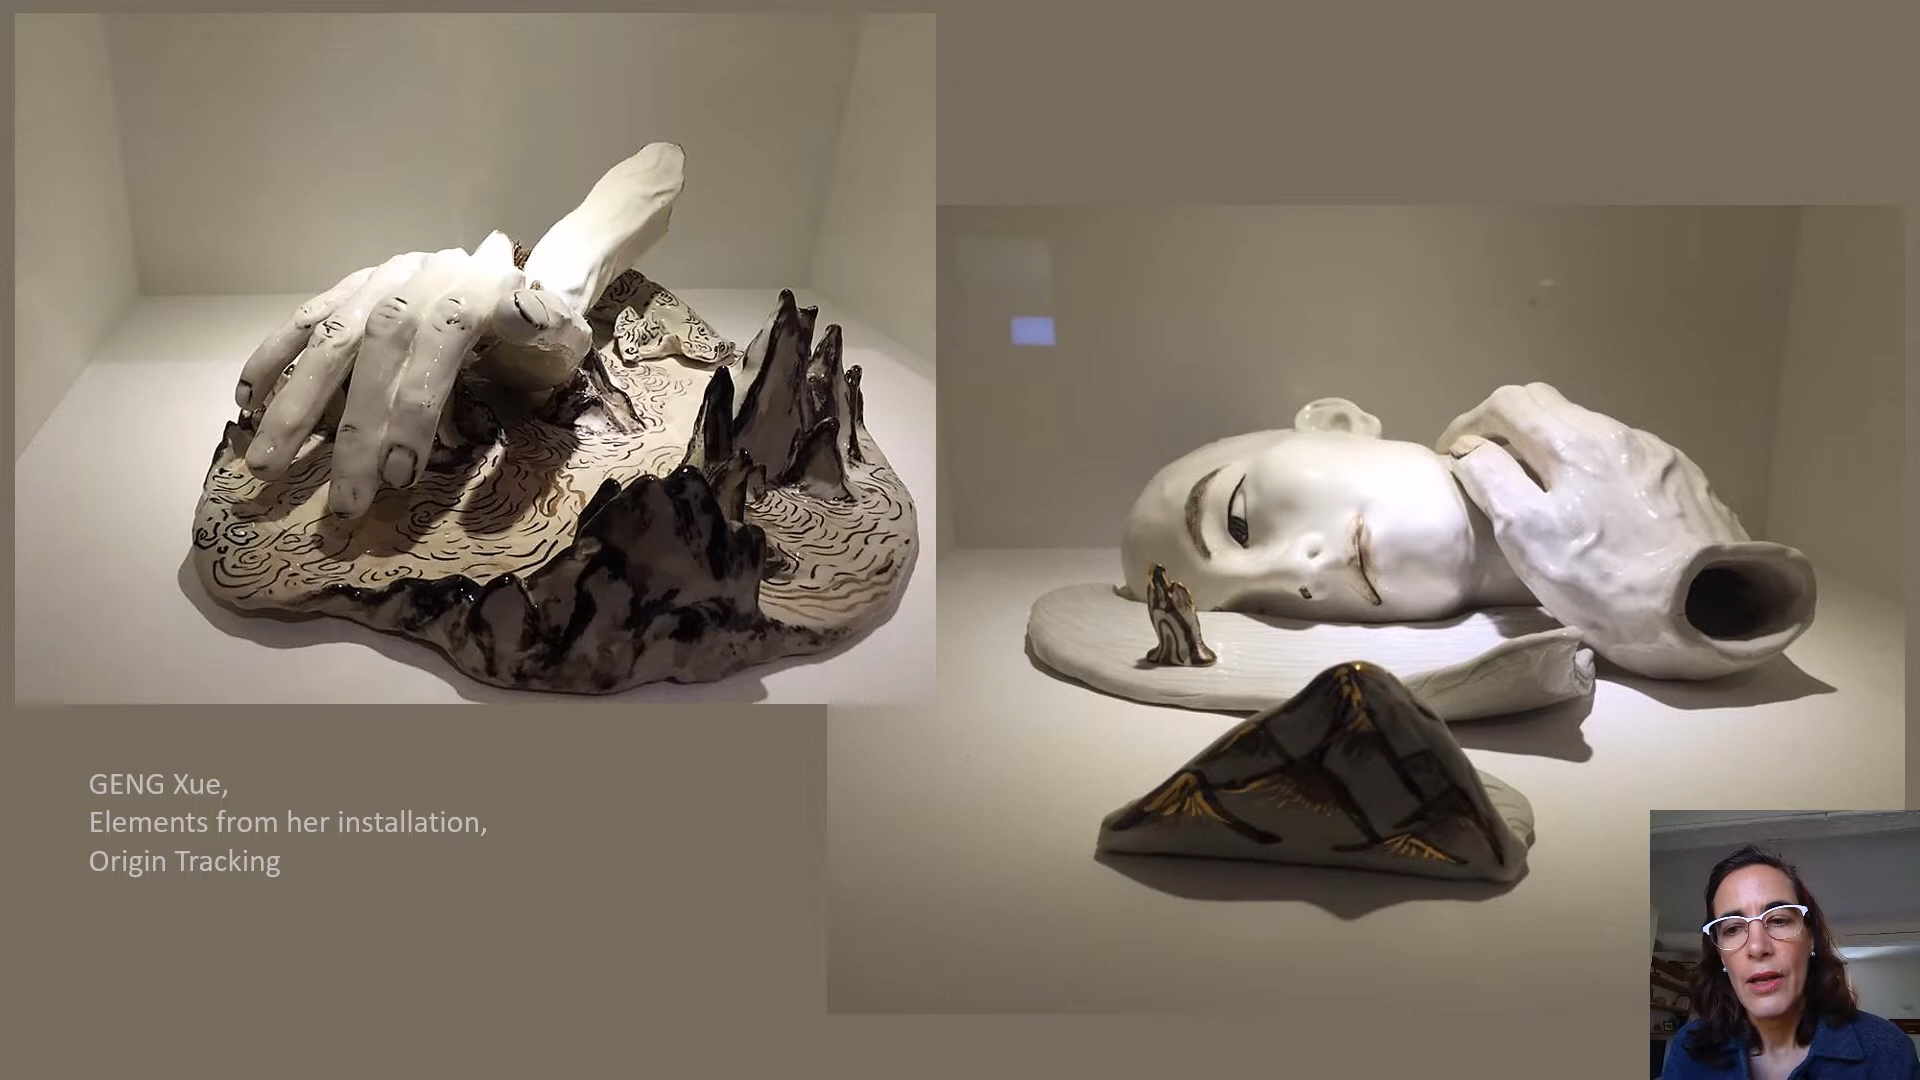 GENG Xue,
Elements from her installation,
Origin Tracking